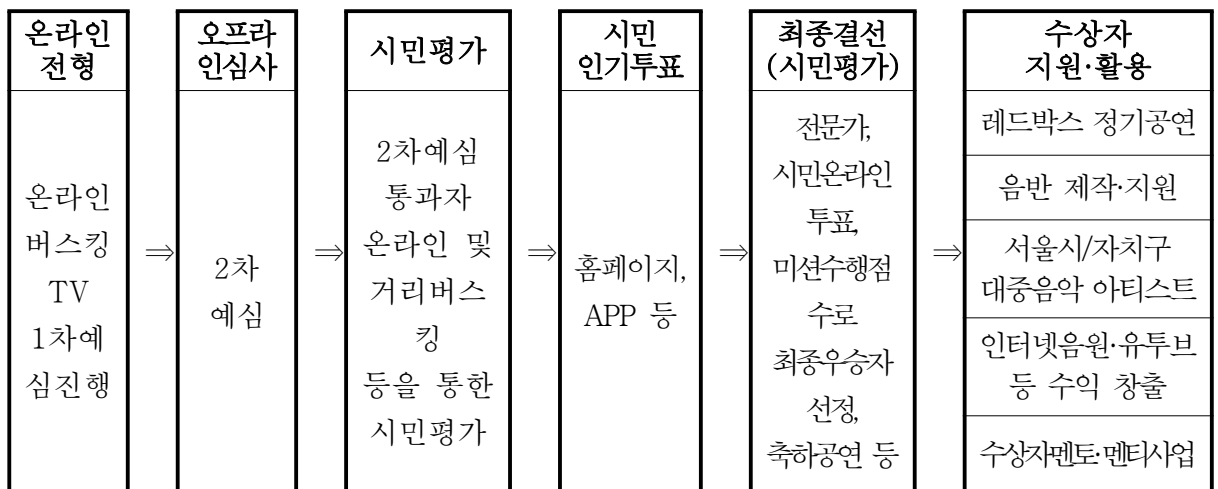 온라인
전형
온라인
버스킹
TV
1차예
심진행
⇒
오프라
인심사
2차
예심
⇒
시민평가
2차예심
통과자
온라인 및
거리버스
킹
등을 통한
시민평가
⇒
시민
인기투표
홈페이지,
APP 등
⇒
최종결선
(시민평가)
전문가,
시민온라인
투표,
미션수행점
수로
최종우승자
선정,
축하공연 등
⇒
수상자
지원·활용
레드박스 정기공연
음반 제작·지원
서울시/자치구
대중음악 아티스트
인터넷음원·유투브
등 수익 창출
수상자멘토·멘티사업